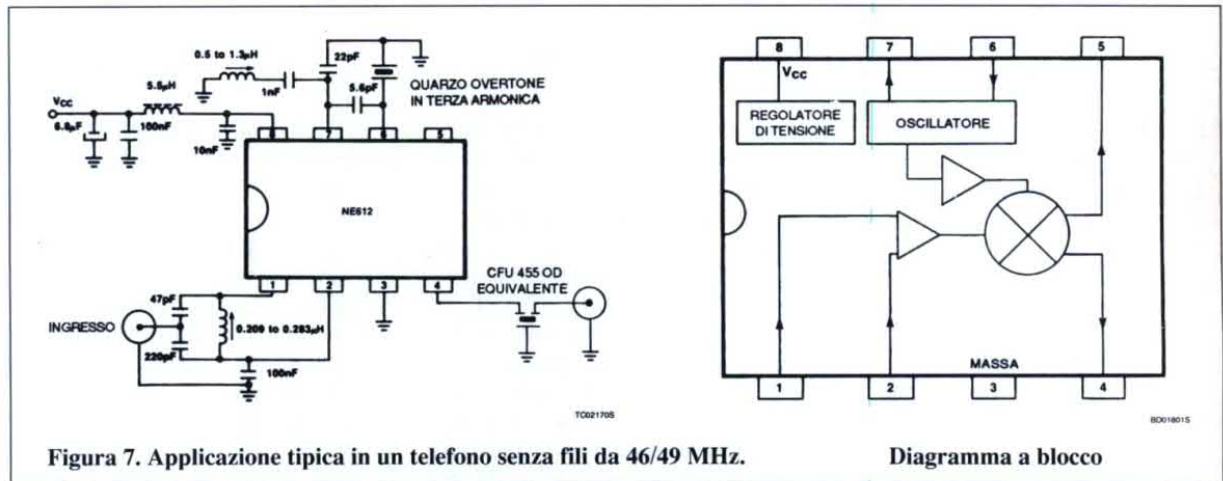 0.5 to 1.3µH
22pF
5.5µH
1nF
5.6pF
QUARZO OVERTONE
IN TERZA ARMONICA
VCC
6.8µF
100nF
10nF
8
7
6
5
NE612
1
2
3
4
CFU 455 OD
EQUIVALENTE
47pF
INGRESSO
0.209 to 0.283µH
220pF
100nF
TC02170S
8
7
6
5
VCC
REGOLATORE
DI TENSIONE
OSCILLATORE
MASSA
1
2
3
4
BD01801S
Figura 7. Applicazione tipica in un telefono senza fili da 46/49 MHz.
Diagramma a blocco